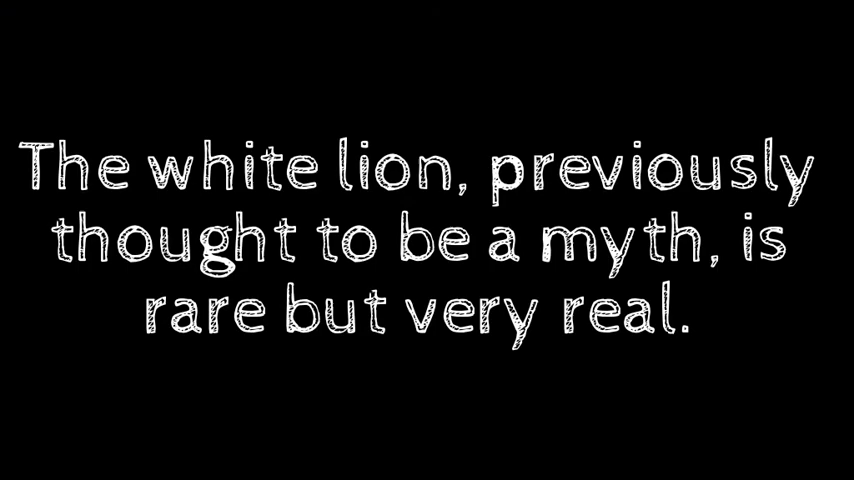 The white lion, previously
thought to be a myth, is
rare but very real.